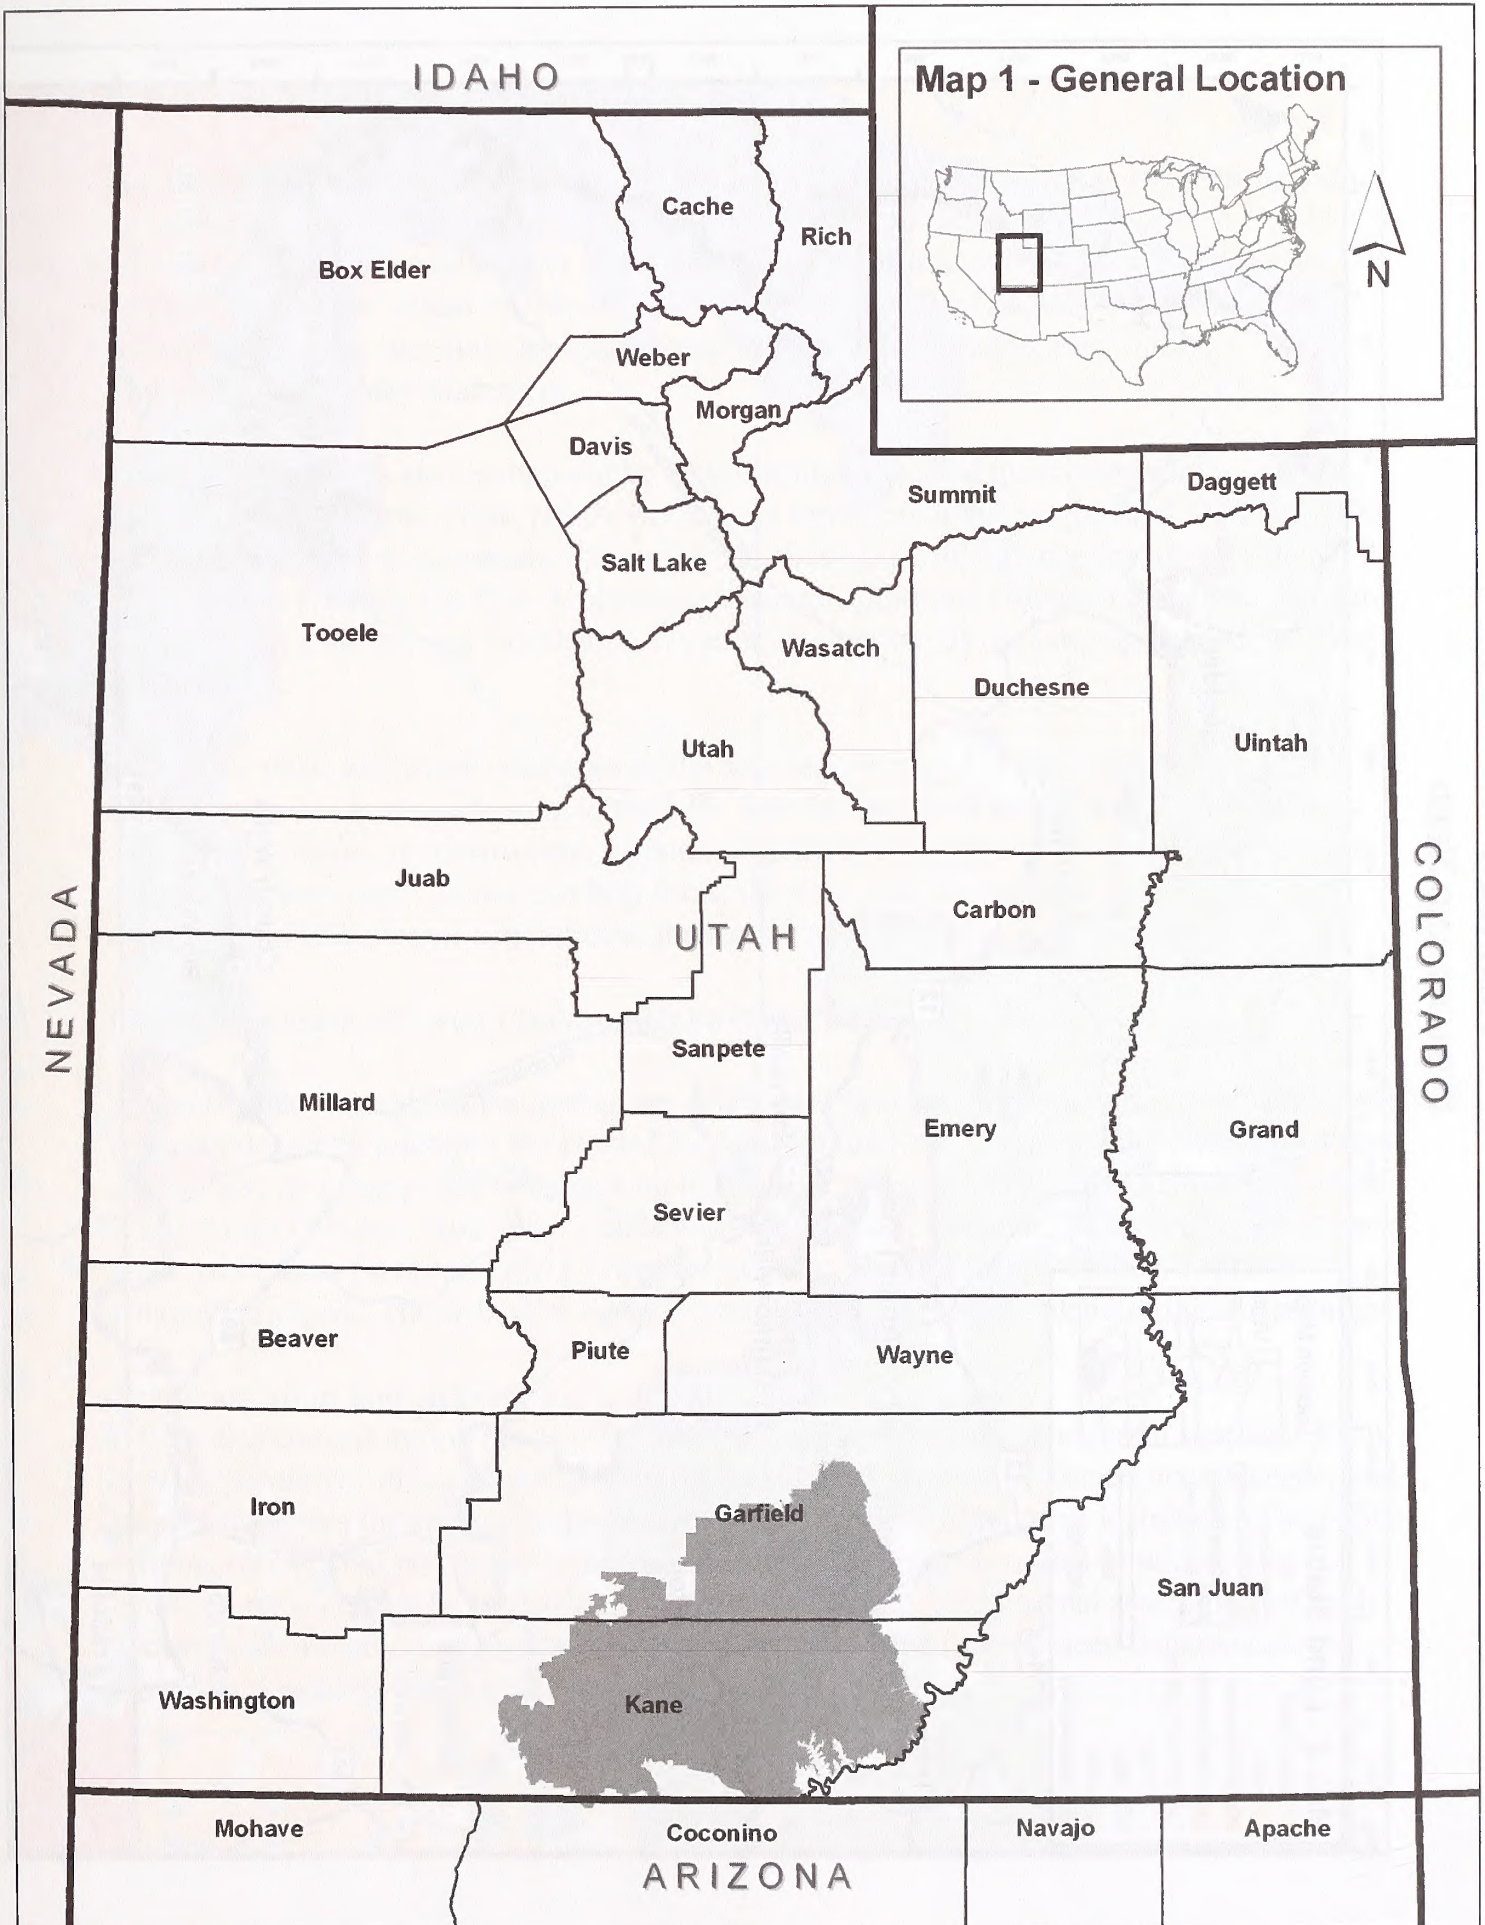 IDAHO
Map 1 - General Location
N
Cache
Rich
Box Elder
Weber
Morgan
Davis
Summit
Daggett
Salt Lake
Tooele
Wasatch
Duchesne
Utah
Uintah
Juab
Carbon
UTAH
NEVADA
COLORADO
Sanpete
Millard
Emery
Grand
Sevier
Beaver
Piute
Wayne
Iron
Garfield
San Juan
Washington
Kane
Mohave
Coconino
Navajo
Apache
ARIZONA